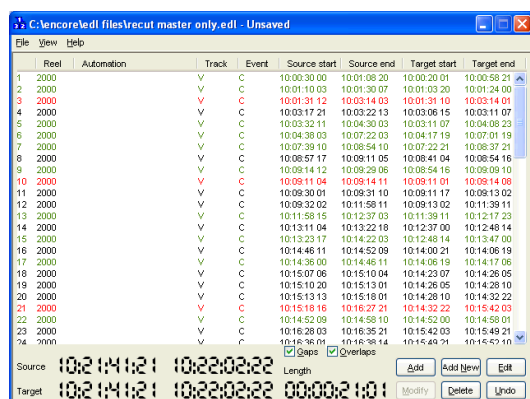 C:\encore\edl files\recut master only.edl - Unsaved
File View Help
Reel Automation Track Event Source start Source end Target start Target end
1 2000 V C 10:00:30 00 10:01:08 20 10:00:20 01 10:00:58 21
2 2000 V C 10:01:10 03 10:01:30 07 10:01:03 20 10:01:24 00
3 2000 V C 10:01:31 12 10:03:14 03 10:01:31 10 10:03:14 01
4 2000 V C 10:03:17 21 10:03:22 13 10:03:06 15 10:03:11 07
5 2000 V C 10:03:32 11 10:04:30 03 10:03:11 07 10:04:08 23
6 2000 V C 10:04:38 03 10:07:22 03 10:04:17 19 10:07:01 19
7 2000 V C 10:07:39 10 10:08:54 10 10:07:22 21 10:08:37 21
8 2000 V C 10:08:57 17 10:09:11 05 10:08:41 04 10:08:54 16
9 2000 V C 10:09:14 12 10:09:29 06 10:08:54 16 10:09:09 10
10 2000 V C 10:09:11 04 10:09:14 11 10:09:11 01 10:09:14 08
11 2000 V C 10:09:30 01 10:09:31 10 10:09:11 17 10:09:13 02
12 2000 V C 10:09:32 02 10:11:58 11 10:09:13 02 10:11:39 11
13 2000 V C 10:11:58 15 10:12:37 03 10:11:39 11 10:12:17 23
14 2000 V C 10:13:11 04 10:13:22 18 10:12:37 00 10:12:48 14
15 2000 V C 10:13:23 17 10:14:22 03 10:12:48 14 10:13:47 00
16 2000 V C 10:14:46 11 10:14:52 09 10:14:00 21 10:14:06 19
17 2000 V C 10:14:36 00 10:14:46 11 10:14:06 19 10:14:17 06
18 2000 V C 10:15:07 06 10:15:10 04 10:14:23 07 10:14:26 05
19 2000 V C 10:15:10 20 10:15:13 01 10:14:26 05 10:14:28 10
20 2000 V C 10:15:13 13 10:15:18 01 10:14:28 10 10:14:32 22
21 2000 V C 10:15:18 16 10:16:27 21 10:14:32 22 10:15:42 03
22 2000 V C 10:14:52 09 10:14:58 10 10:14:52 00 10:14:58 01
23 2000 V C 10:16:28 03 10:16:35 21 10:15:42 03 10:15:49 21
24 2000 V C 10:16:36 01 10:16:38 14 10:15:49 21 10:15:52 10
Gaps Overlaps
Source 10:21:41:21 10:22:02:22 Length Add Add New Edit
Target 10:21:41:21 10:22:02:22 00:00:21:01 Modify Delete Undo